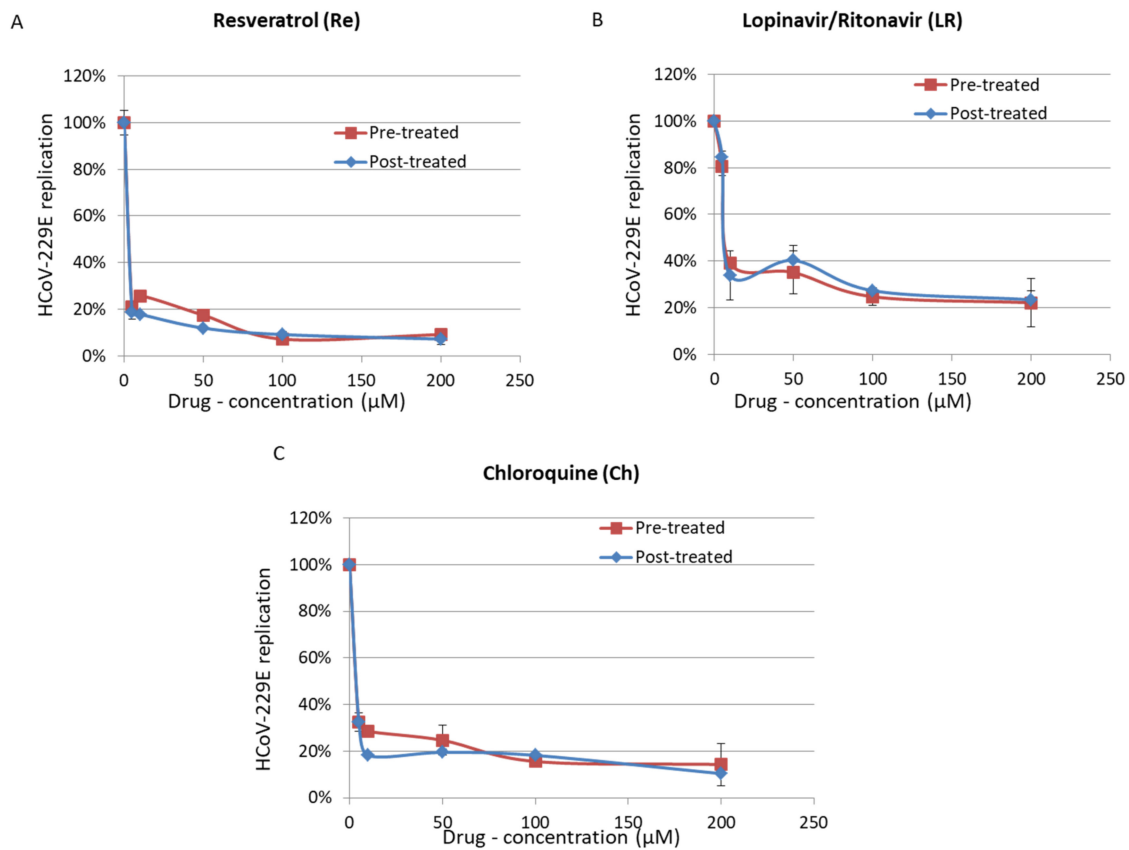 A
Resveratrol (Re)
120%
100%
80%
60%
40%
20%
0%
HCoV-229E replication
Pre-treated
Post-treated
0
50
100
150
200
250
Drug - concentration (µM)
B
Lopinavir/Ritonavir (LR)
120%
100%
80%
60%
40%
20%
0%
HCoV-229E replication
Pre-treated
Post-treated
0
50
100
150
200
250
Drug - concentration (µM)
C
Chloroquine (Ch)
120%
100%
80%
60%
40%
20%
0%
HCoV-229E replication
Pre-treated
Post-treated
0
50
100
150
200
250
Drug - concentration (µM)